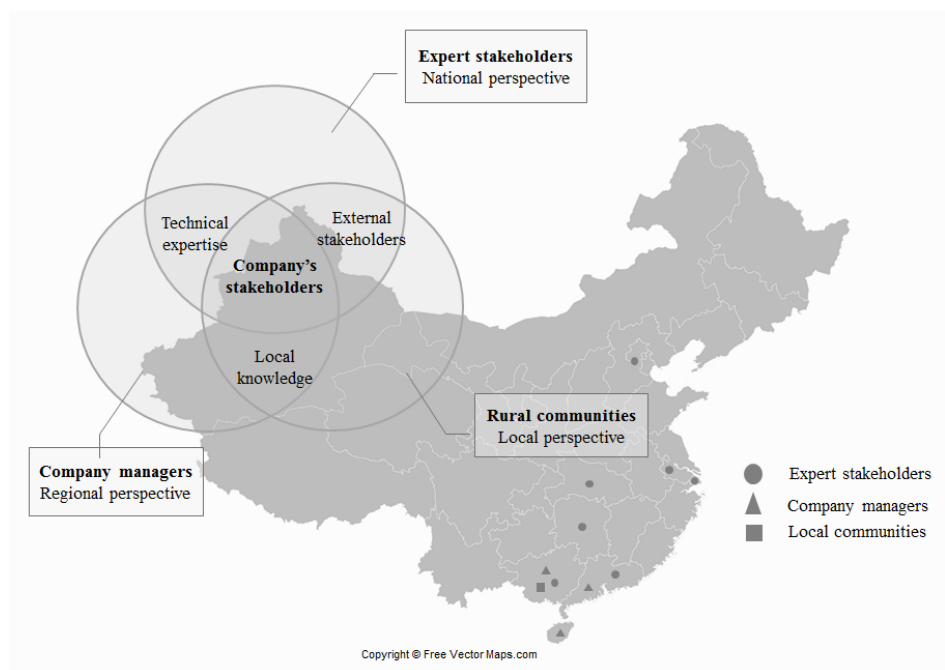 Expert stakeholders
National perspective
Technical
expertise
External
stakeholders
Company’s
stakeholders
Local
knowledge
Rural communities
Local perspective
Company managers
Regional perspective
Expert stakeholders
Company managers
Local communities
Copyright © Free Vector Maps.com